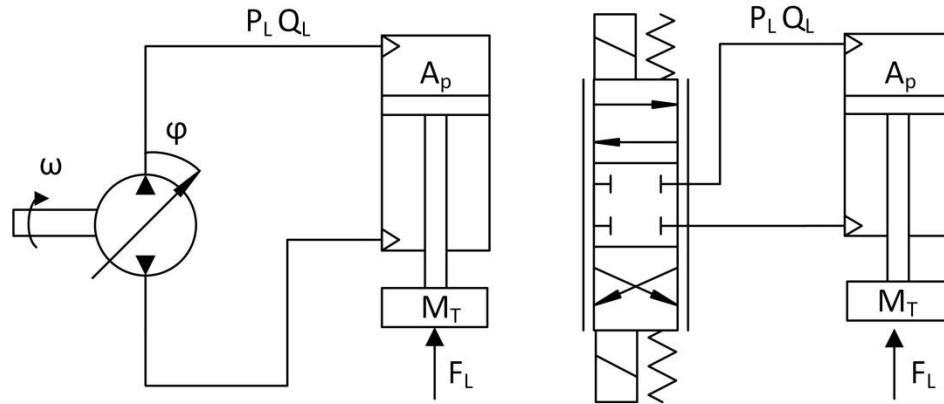 P_L Q_L
A_p
φ
ω
M_T
F_L
P_L Q_L
A_p
M_T
F_L